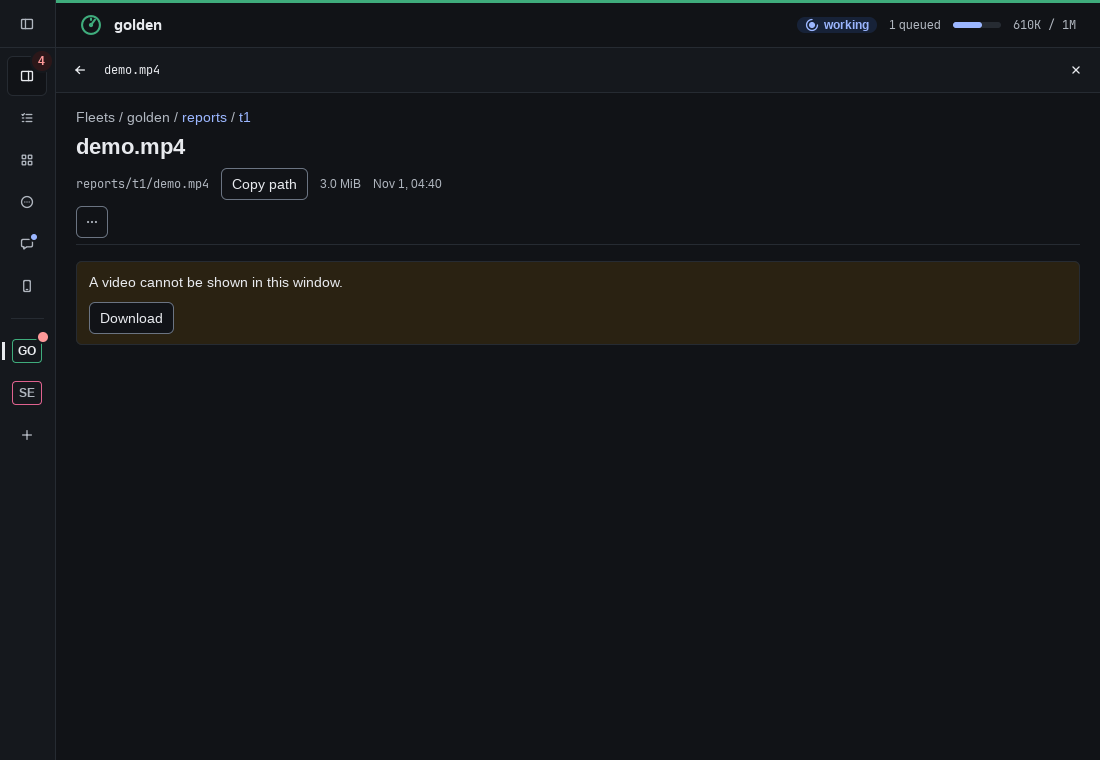 golden
working
1 queued
610K / 1M
4
demo.mp4
Fleets / golden / reports / t1
demo.mp4
reports/t1/demo.mp4
Copy path
3.0 MiB
Nov 1, 04:40
A video cannot be shown in this window.
Download
GO
SE